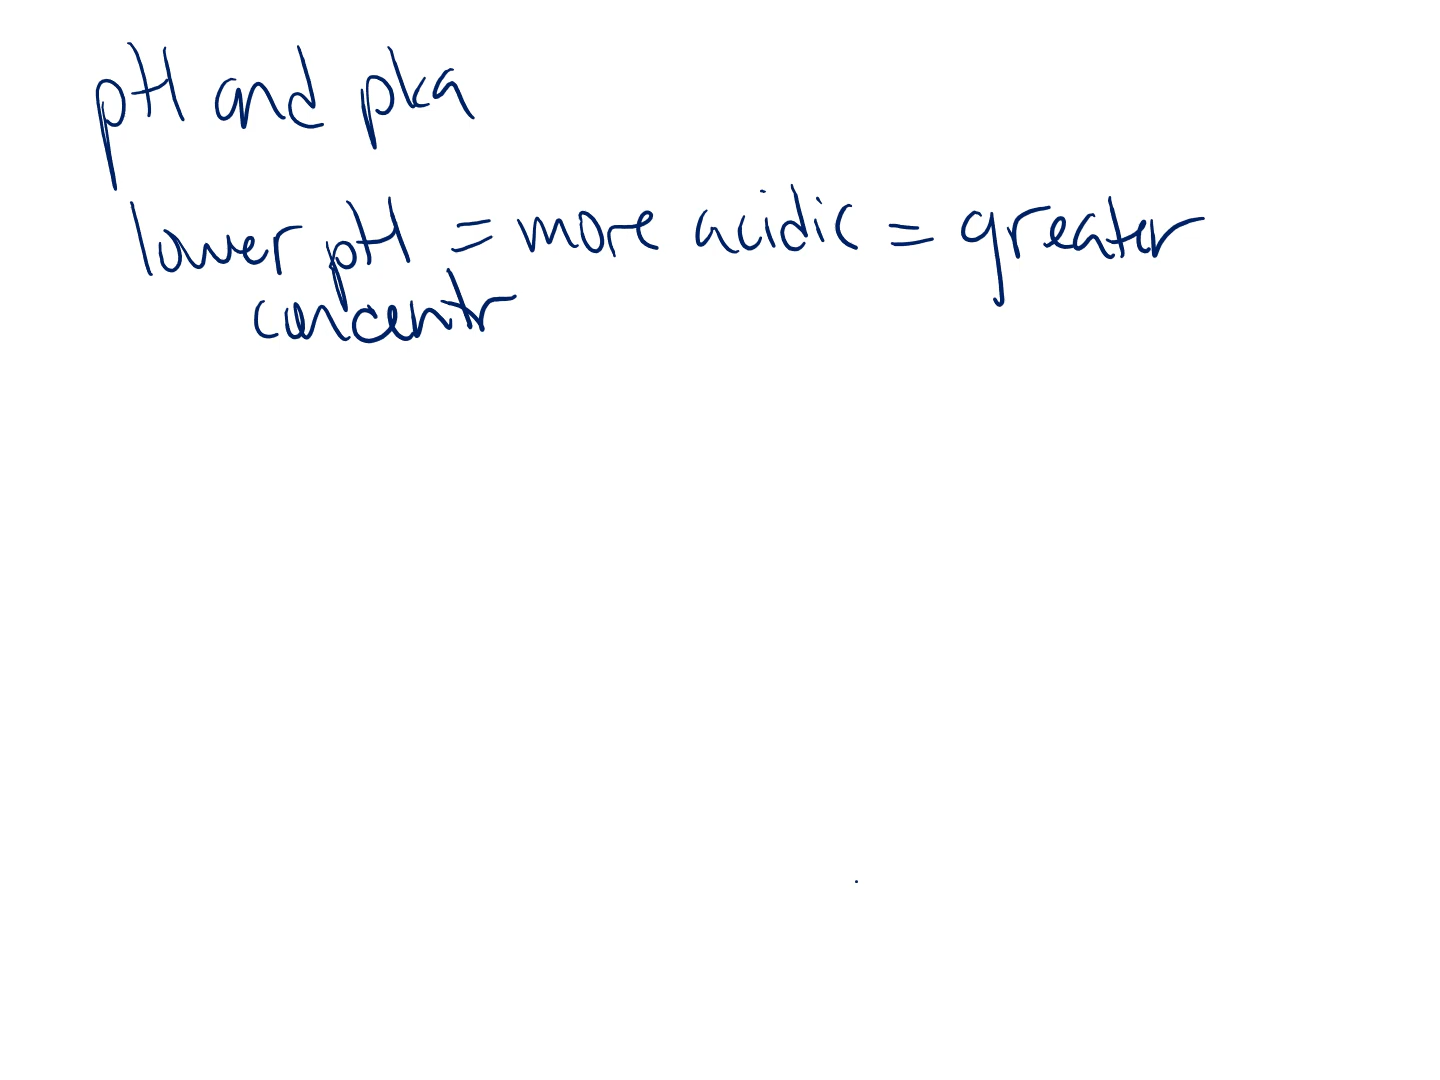 pH and pka
lower pH = more acidic = greater
concentr